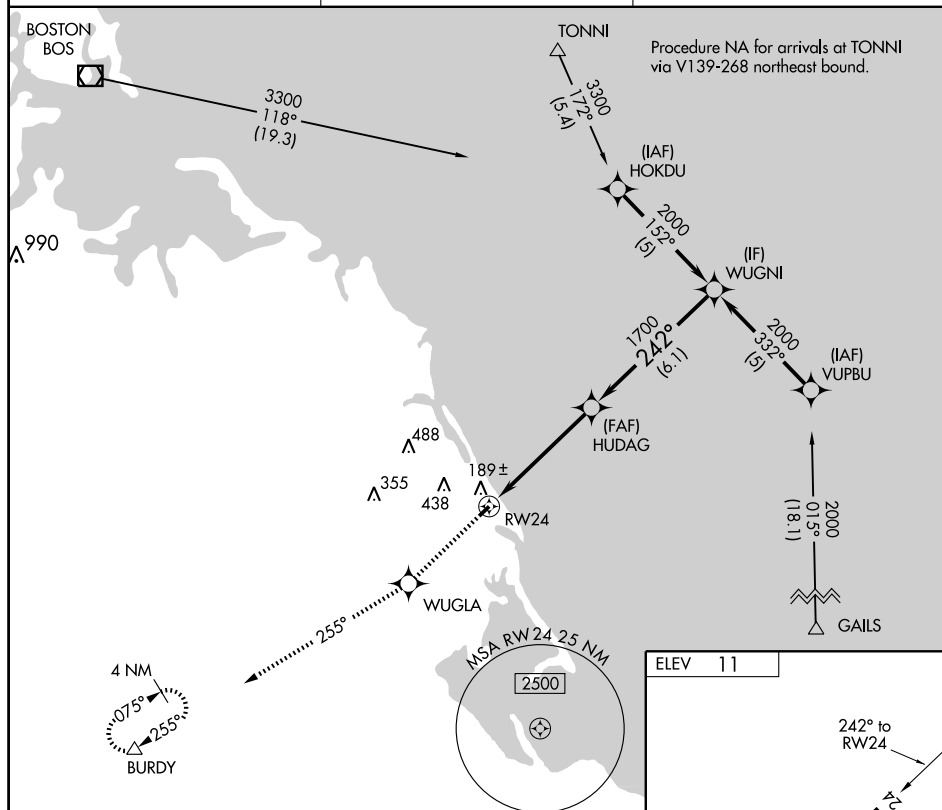 BOSTON
BOS
3300
118°
(19.3)
TONNI
Procedure NA for arrivals at TONNI
via V139-268 northeast bound.
3300
172°
(5.4)
(IAF)
HOKDU
2000
152°
(5)
(IF)
WUGNI
990
1700
242°
(6.1)
2000
332°
(5)
(IAF)
VUPBU
(FAF)
HUDAG
488
355
438
189±
RW24
2000
015°
(18.1)
WUGLA
GAILS
255°
MSA RW24 25 NM
2500
4 NM
075°
255°
BURDY
ELEV 11
242° to
RW24
24